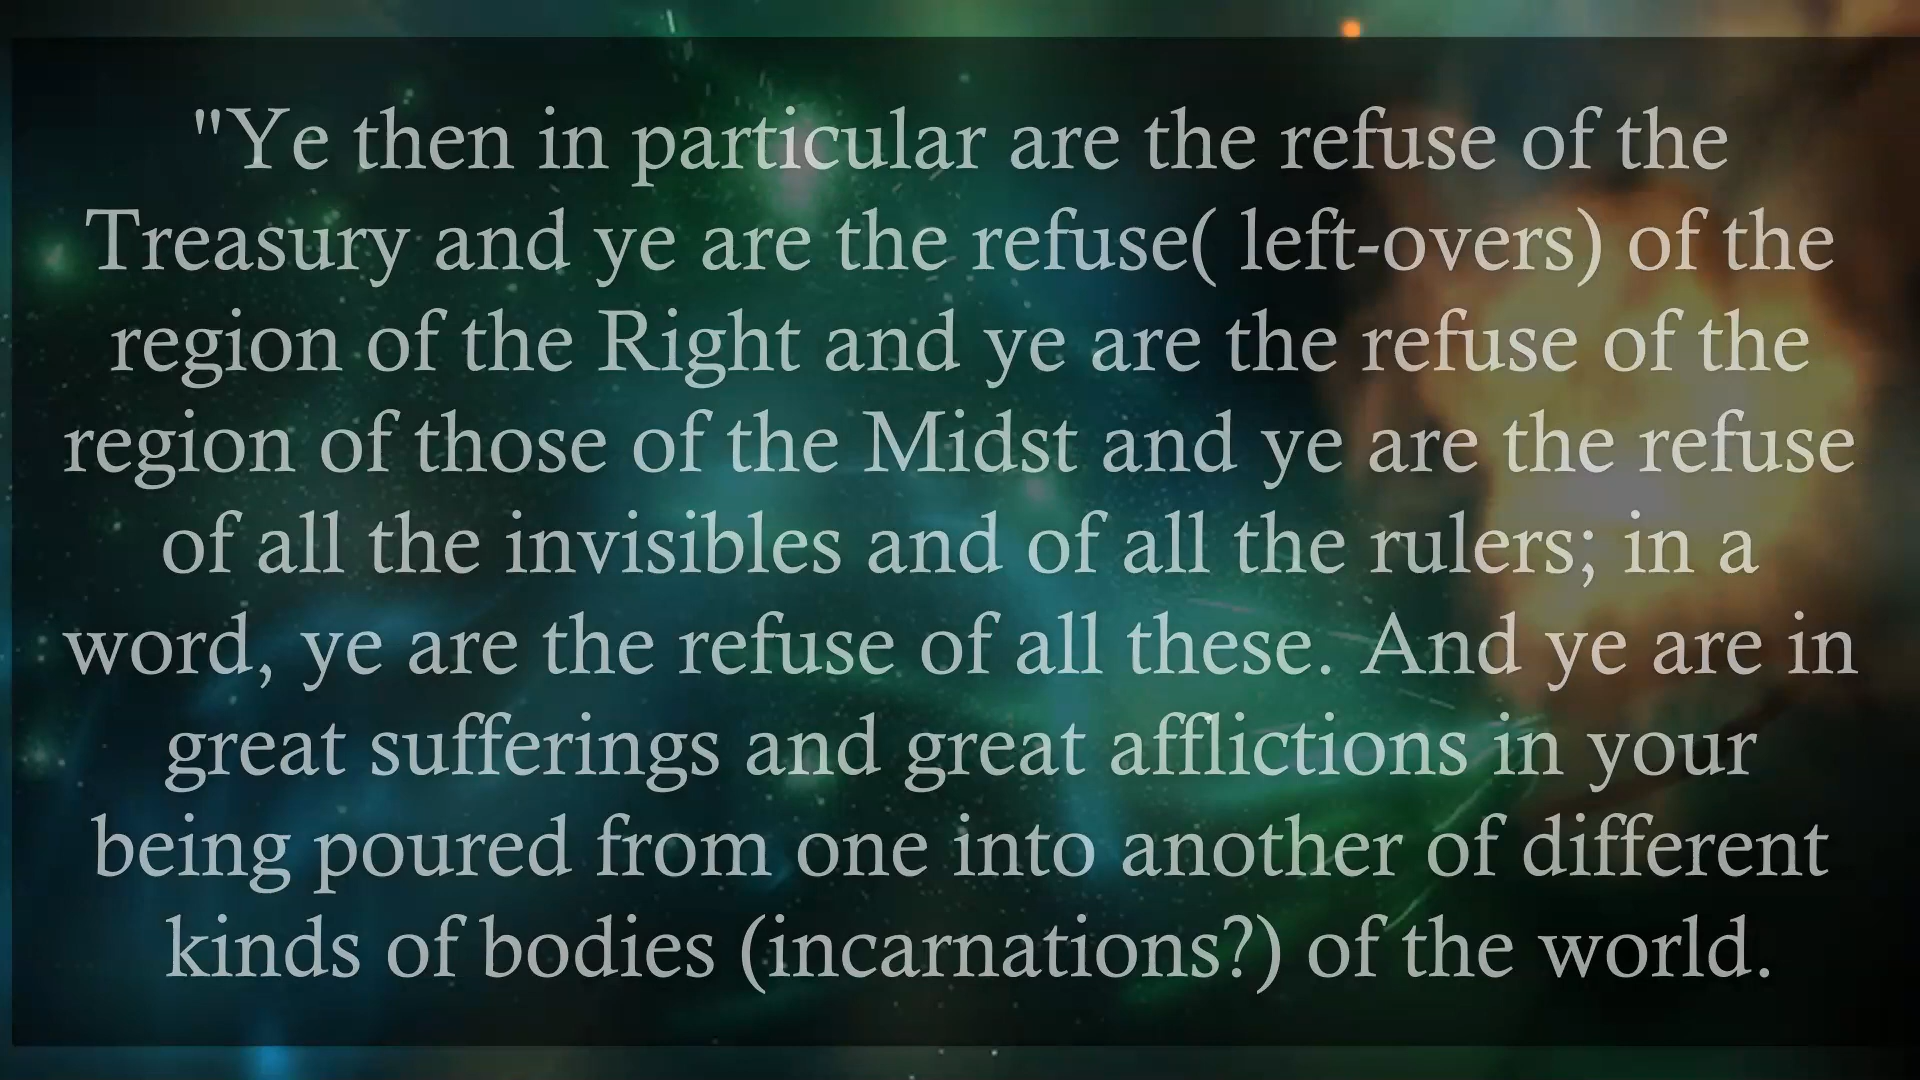 "Ye then in particular are the refuse of the
Treasury and ye are the refuse( left-overs) of the
region of the Right and ye are the refuse of the
region of those of the Midst and ye are the refuse
of all the invisibles and of all the rulers; in a
word, ye are the refuse of all these. And ye are in
great sufferings and great afflictions in your
being poured from one into another of different
kinds of bodies (incarnations?) of the world.